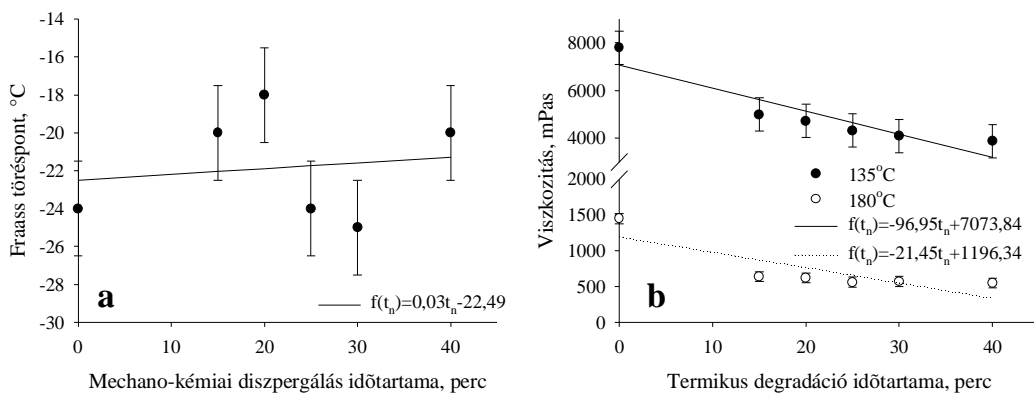 -14
-16
-18
-20
-22
-24
-26
-28
-30
Fraass töréspont, °C
a
f(tn)=0,03tn-22,49
0
10
20
30
40
Mechano-kémiai diszpergálás idõtartama, perc
8000
6000
4000
2000
1500
1000
500
0
Viszkozitás, mPas
135°C
180°C
f(tn)=-96,95tn+7073,84
f(tn)=-21,45tn+1196,34
b
0
10
20
30
40
Termikus degradáció idõtartama, perc